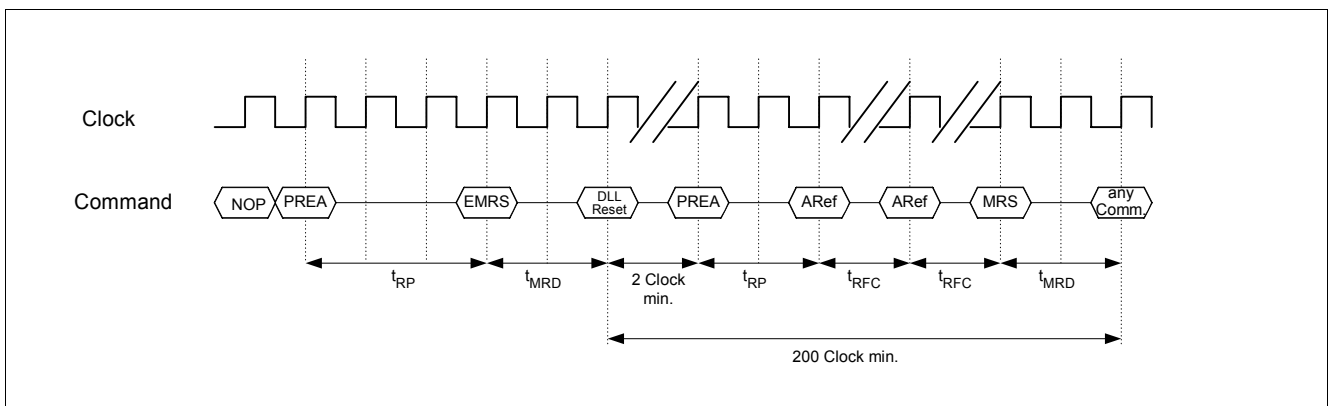 Clock
Command
NOP PREA EMRS DLL Reset PREA ARef ARef MRS any Comm.
tRP tMRD 2 Clock min. tRP tRFC tRFC tMRD
200 Clock min.